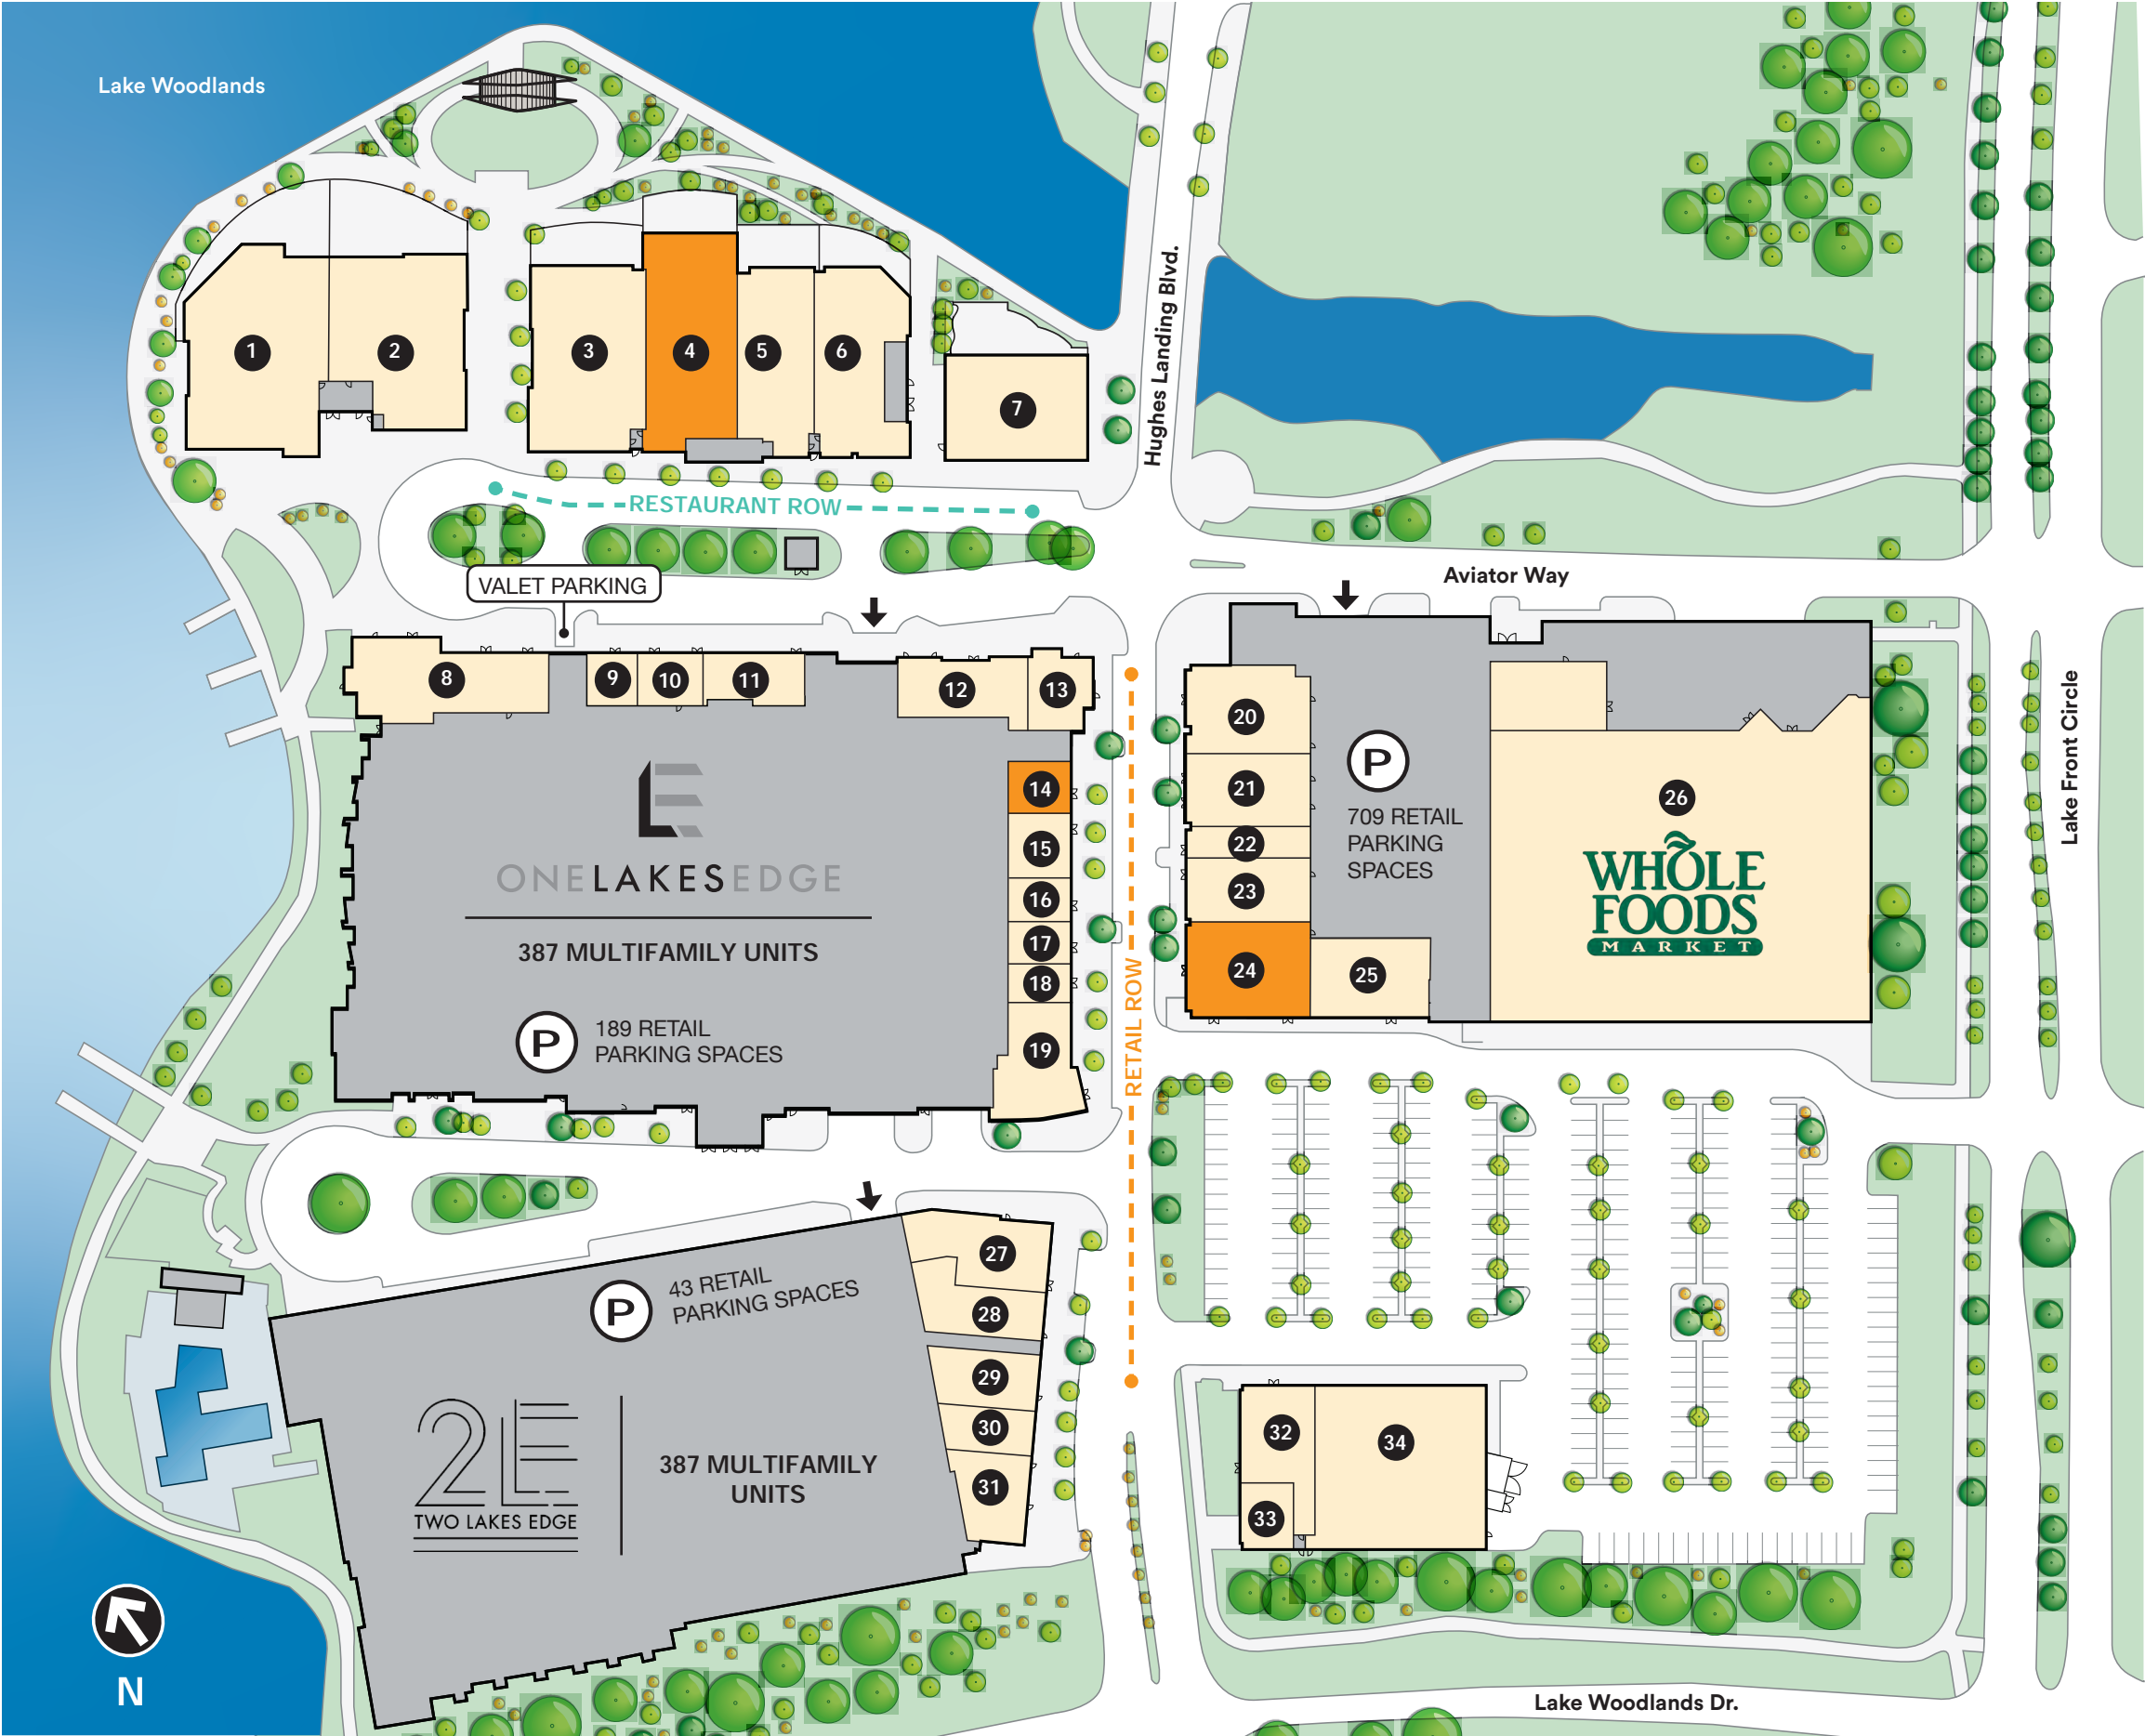 Lake Woodlands
Hughes Landing Blvd.
1
2
3
4
5
6
7
RESTAURANT ROW
VALET PARKING
Aviator Way
8
9
10
11
12
13
14
15
16
17
18
19
ONELAKESEDGE
387 MULTIFAMILY UNITS
P
189 RETAIL
PARKING SPACES
RETAIL ROW
20
21
22
23
24
25
P
709 RETAIL
PARKING
SPACES
26
WHOLE
FOODS
MARKET
Lake Front Circle
27
28
29
30
31
P
43 RETAIL
PARKING SPACES
2LE
TWO LAKES EDGE
387 MULTIFAMILY
UNITS
32
33
34
N
Lake Woodlands Dr.